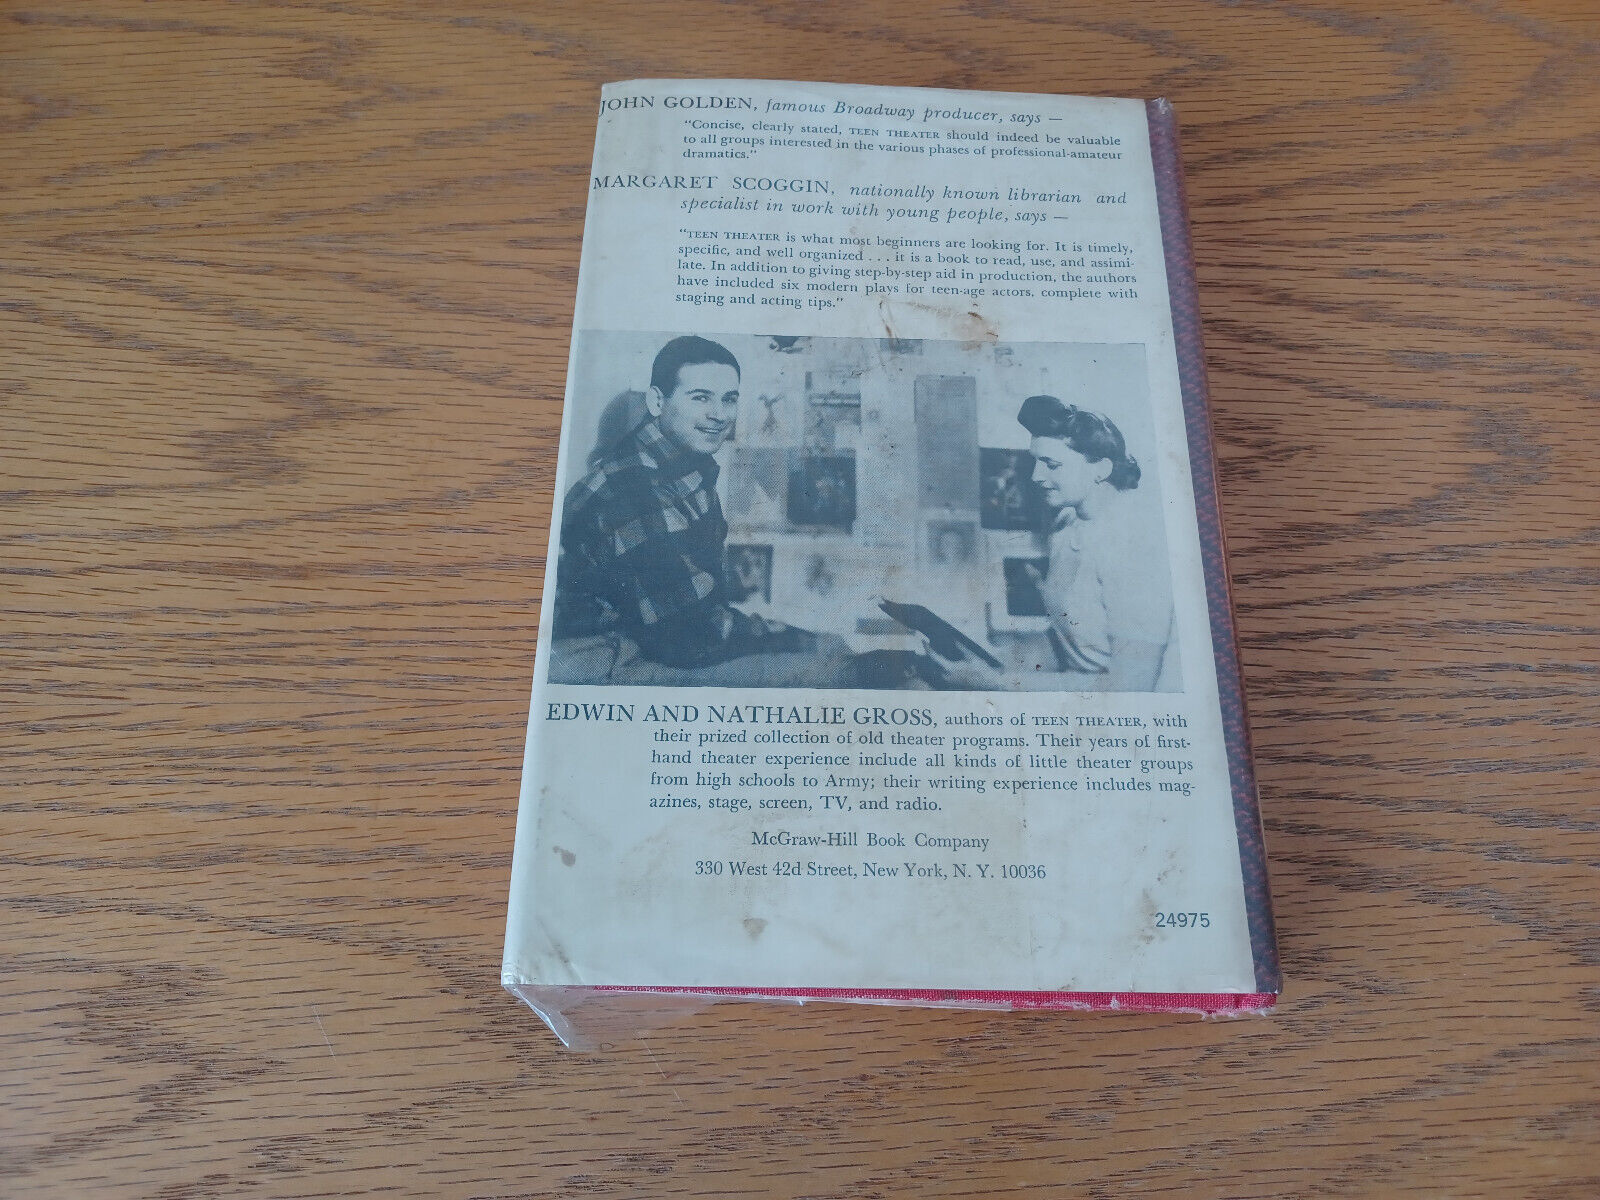 JOHN GOLDEN, famous Broadway producer, says —
"Concise, clearly stated, TEEN THEATER should indeed be valuable
to all groups interested in the various phases of professional-amateur
dramatics."
MARGARET SCOGGIN, nationally known librarian and
specialist in work with young people, says —
"TEEN THEATER is what most beginners are looking for. It is timely,
specific, and well organized . . . it is a book to read, use, and assimi-
late. In addition to giving step-by-step aid in production, the authors
have included six modern plays for teen-age actors, complete with
staging and acting tips."
EDWIN AND NATHALIE GROSS, authors of TEEN THEATER, with
their prized collection of old theater programs. Their years of first-
hand theater experience include all kinds of little theater groups
from high schools to Army; their writing experience includes mag-
azines, stage, screen, TV, and radio.
McGraw-Hill Book Company
330 West 42d Street, New York, N. Y. 10036
24975